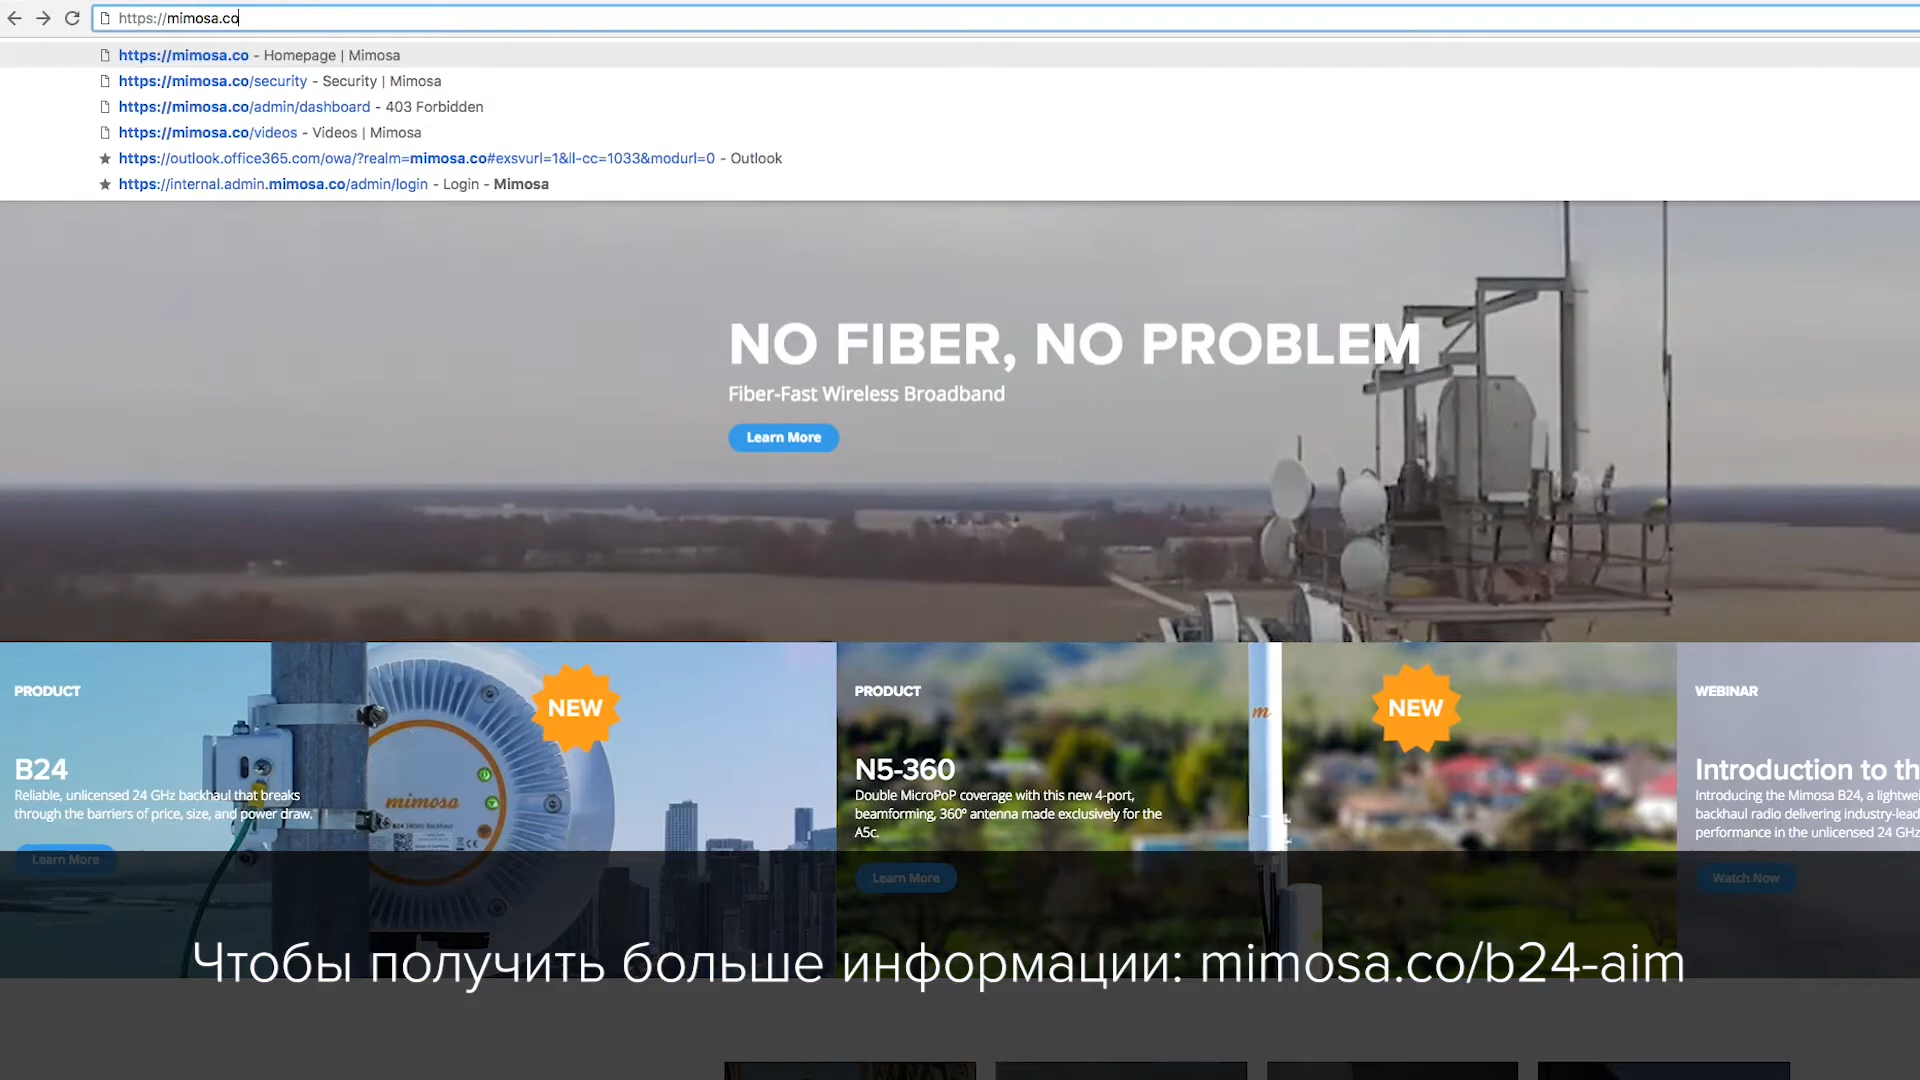 https://mimosa.co
https://mimosa.co - Homepage | Mimosa
https://mimosa.co/security - Security | Mimosa
https://mimosa.co/admin/dashboard - 403 Forbidden
https://mimosa.co/videos - Videos | Mimosa
https://outlook.office365.com/owa/?realm=mimosa.co#exsvurl=1&ll-cc=1033&modurl=0 - Outlook
https://internal.admin.mimosa.co/admin/login - Login - Mimosa
NO FIBER, NO PROBLEM
Fiber-Fast Wireless Broadband
Learn More
PRODUCT
NEW
B24
Reliable, unlicensed 24 GHz backhaul that breaks
through the barriers of price, size, and power draw.
Learn More
mimosa
B24 24GHz Backhaul
PRODUCT
NEW
m
N5-360
Double MicroPoP coverage with this new 4-port,
beamforming, 360° antenna made exclusively for the
A5c.
Learn More
WEBINAR
Introduction to th
Introducing the Mimosa B24, a lightwei
backhaul radio delivering industry-lead
performance in the unlicensed 24 GHz
Watch Now
Чтобы получить больше информации: mimosa.co/b24-aim